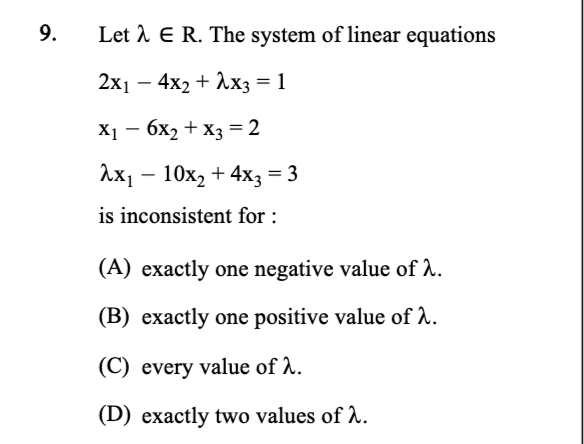 9. Let λ ∈ R. The system of linear equations
2x₁ – 4x₂ + λx₃ = 1
x₁ – 6x₂ + x₃ = 2
λx₁ – 10x₂ + 4x₃ = 3
is inconsistent for :
(A) exactly one negative value of λ.
(B) exactly one positive value of λ.
(C) every value of λ.
(D) exactly two values of λ.